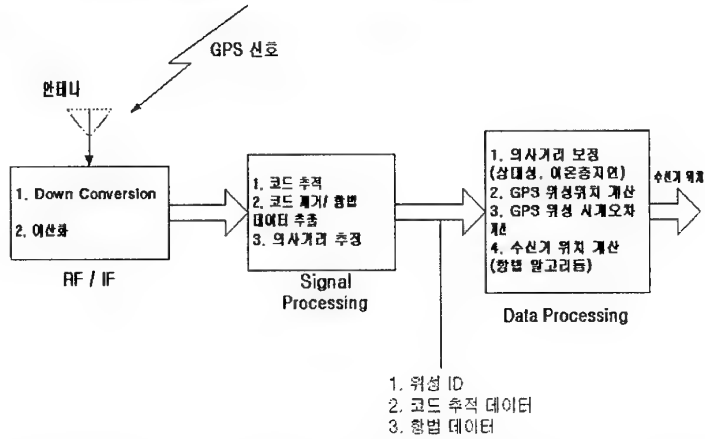 GPS 신호
안테나
1. Down Conversion
2. 이산화
RF / IF
1. 코드 추적
2. 코드 제거/ 항법
데이터 추출
3. 의사거리 추정
Signal
Processing
1. 의사거리 보정
(상대성, 이온층지연)
2. GPS 위성위치 계산
3. GPS 위성 시계오차
계산
4. 수신기 위치 계산
(항법 알고리듬)
Data Processing
수신기 위치
1. 위성 ID
2. 코드 추적 데이터
3. 항법 데이터